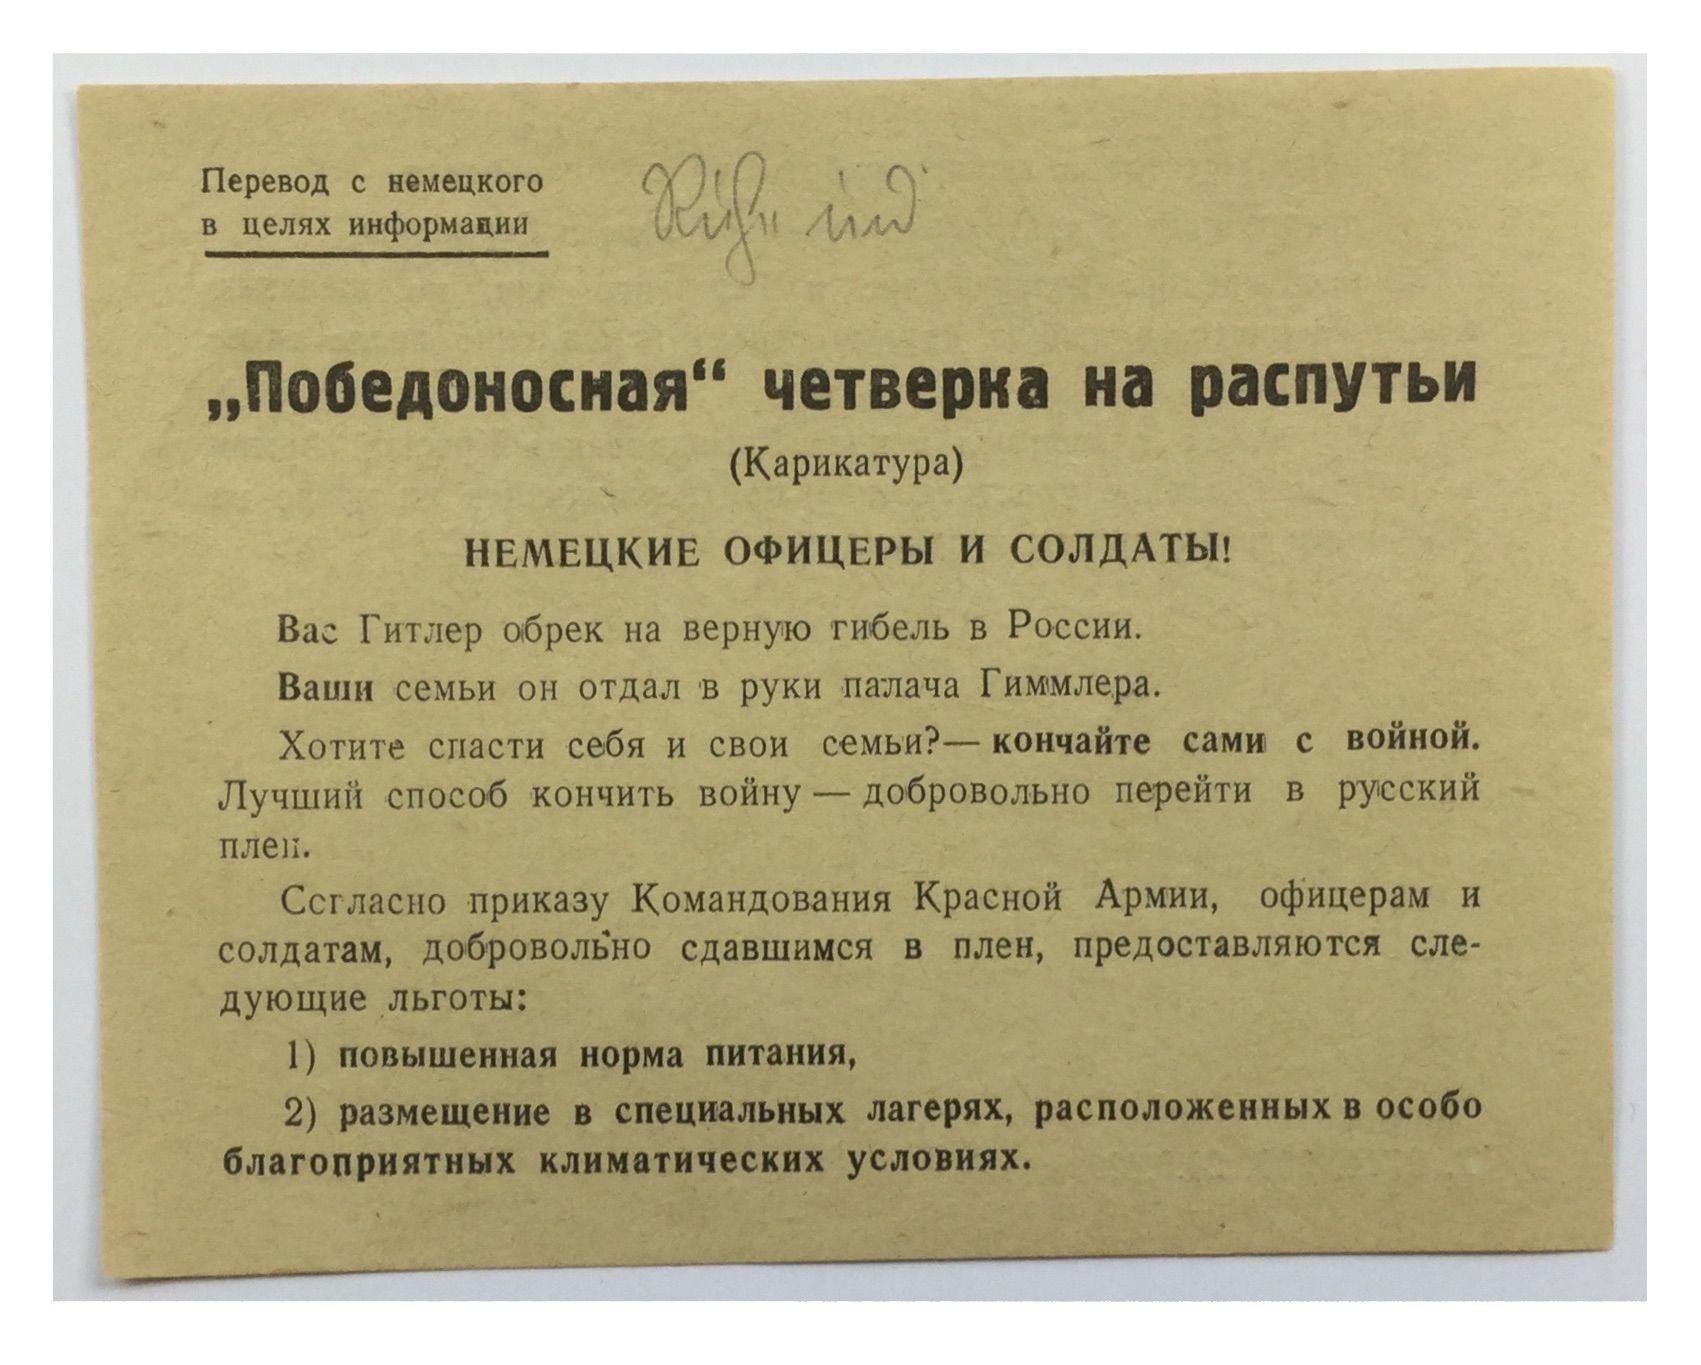 Перевод с немецкого
в целях информации
„Победоносная“ четверка на распутьи
(Карикатура)
НЕМЕЦКИЕ ОФИЦЕРЫ И СОЛДАТЫ!
Вас Гитлер обрек на верную гибель в России.
Ваши семьи он отдал в руки палача Гиммлера.
Хотите спасти себя и свои семьи?— кончайте сами с войной.
Лучший способ кончить войну — добровольно перейти в русский
плен.
Согласно приказу Командования Красной Армии, офицерам и
солдатам, добровольно сдавшимся в плен, предоставляются сле-
дующие льготы:
1) повышенная норма питания,
2) размещение в специальных лагерях, расположенных в особо
благоприятных климатических условиях.